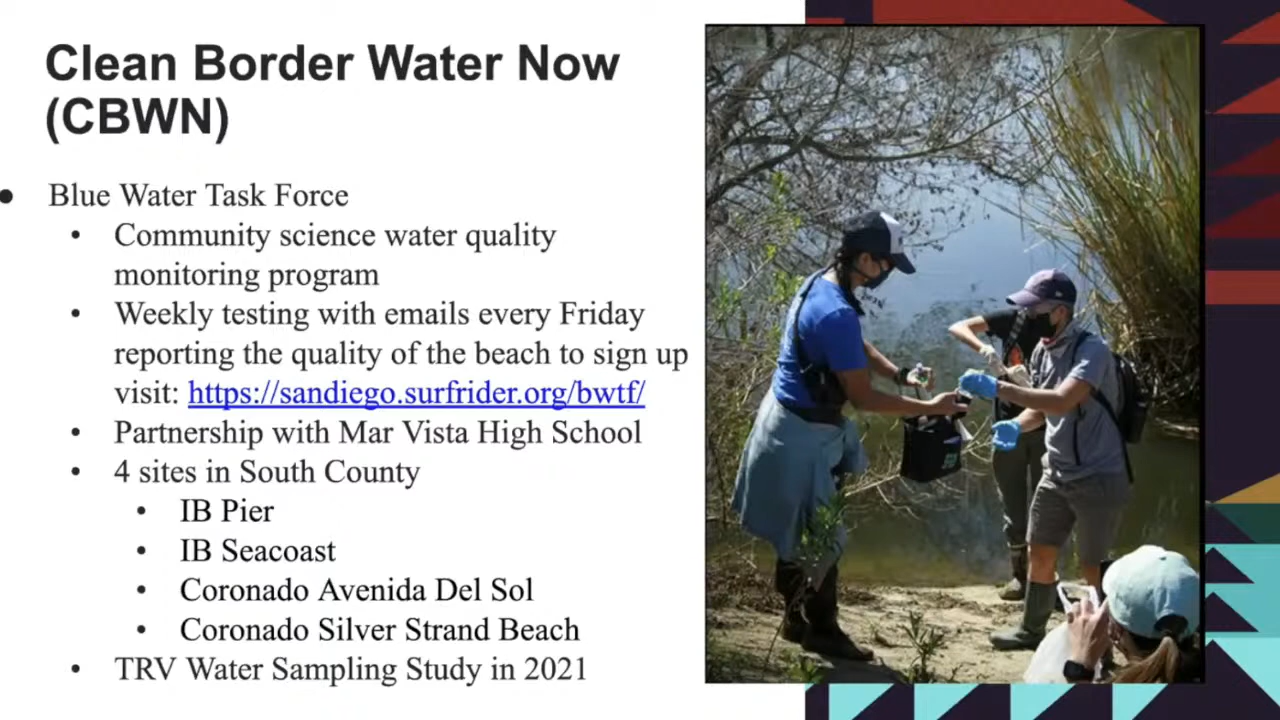 Clean Border Water Now
(CBWN)
● Blue Water Task Force
• Community science water quality
monitoring program
• Weekly testing with emails every Friday
reporting the quality of the beach to sign up
visit: https://sandiego.surfrider.org/bwtf/
• Partnership with Mar Vista High School
• 4 sites in South County
• IB Pier
• IB Seacoast
• Coronado Avenida Del Sol
• Coronado Silver Strand Beach
• TRV Water Sampling Study in 2021